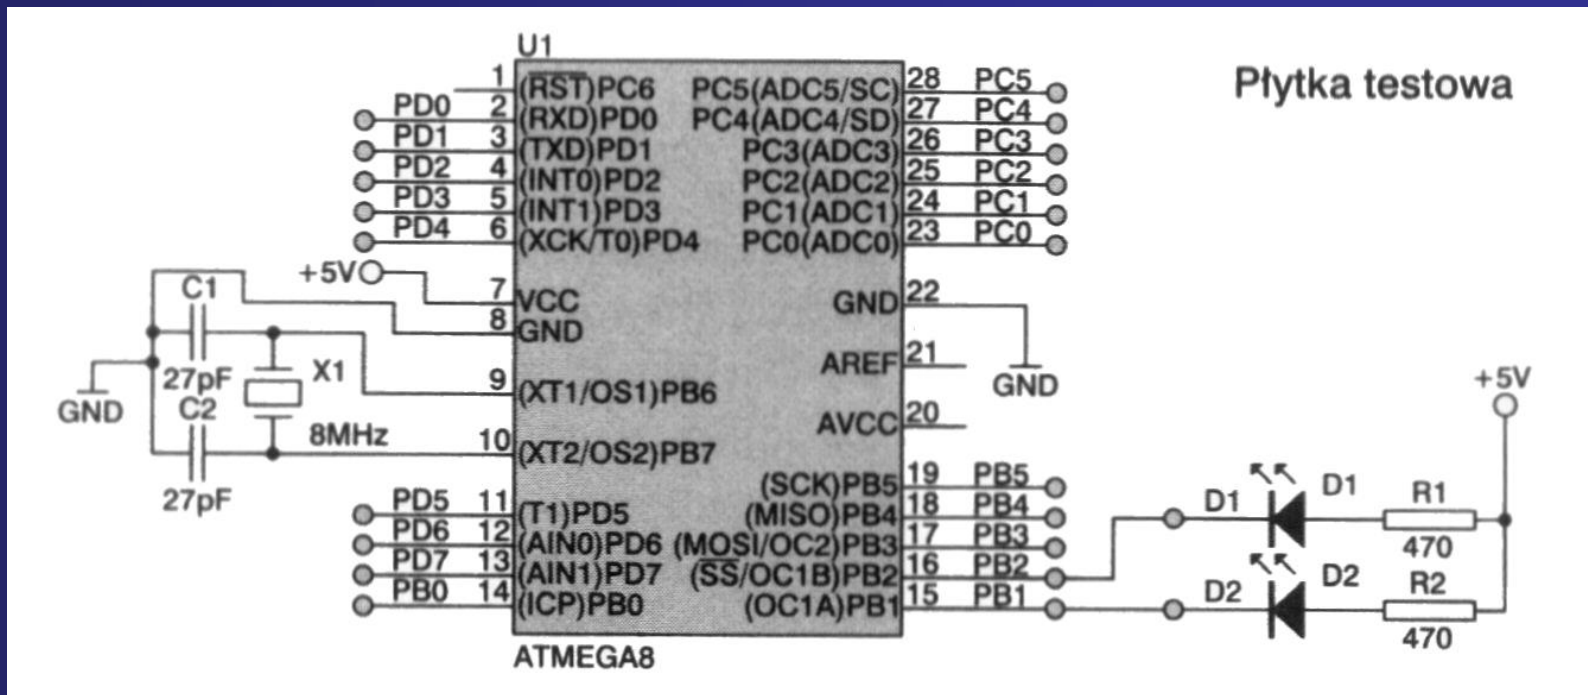 U1
Płytka testowa
1 (RST)PC6 PC5(ADC5/SC) 28 PC5
PD0 2 (RXD)PD0 PC4(ADC4/SD) 27 PC4
PD1 3 (TXD)PD1 PC3(ADC3) 26 PC3
PD2 4 (INT0)PD2 PC2(ADC2) 25 PC2
PD3 5 (INT1)PD3 PC1(ADC1) 24 PC1
PD4 6 (XCK/T0)PD4 PC0(ADC0) 23 PC0
+5V 7 VCC GND 22
C1 8 GND
27pF X1 AREF 21 GND
GND C2 9 (XT1/OS1)PB6 +5V
AVCC 20
8MHz 10 (XT2/OS2)PB7
27pF (SCK)PB5 19 PB5 D1 D1 R1
PD5 11 (T1)PD5 (MISO)PB4 18 PB4
PD6 12 (AIN0)PD6 (MOSI/OC2)PB3 17 PB3 470
PD7 13 (AIN1)PD7 (SS/OC1B)PB2 16 PB2 D2 D2 R2
PB0 14 (ICP)PB0 (OC1A)PB1 15 PB1
470
ATMEGA8